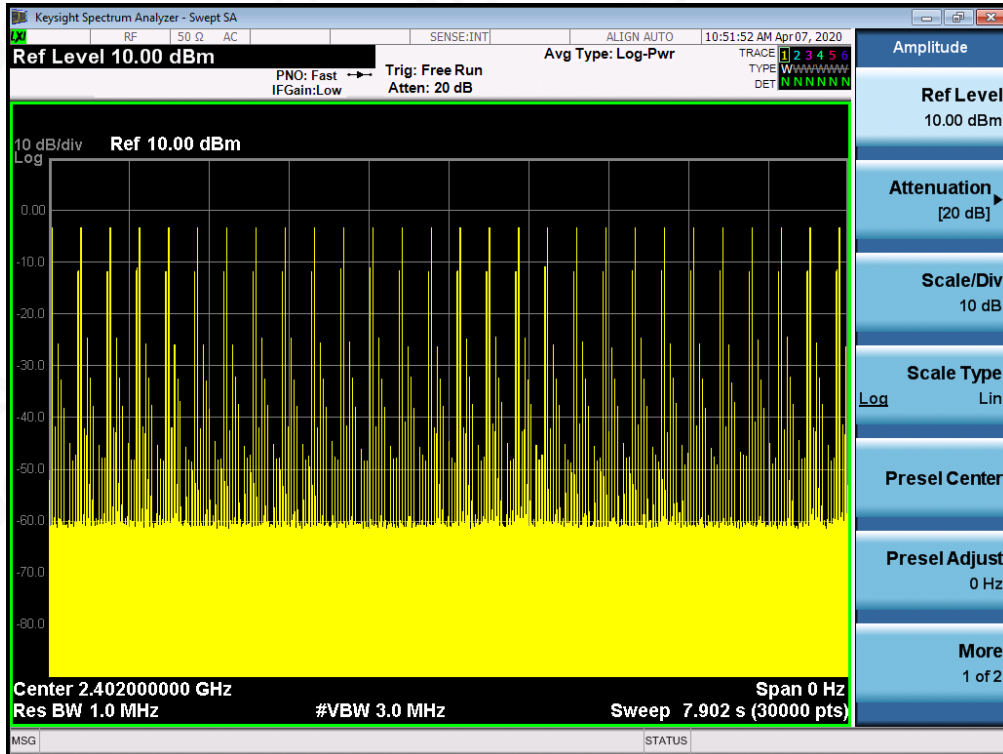 Keysight Spectrum Analyzer - Swept SA
LXI RF 50 Ω AC SENSE:INT ALIGN AUTO 10:51:52 AM Apr 07, 2020
Ref Level 10.00 dBm
PNO: Fast
IFGain:Low
Trig: Free Run
Atten: 20 dB
Avg Type: Log-Pwr
TRACE 1 2 3 4 5 6
TYPE WWWWWW
DET N N N N N N
10 dB/div Ref 10.00 dBm
Log
0.00
-10.0
-20.0
-30.0
-40.0
-50.0
-60.0
-70.0
-80.0
Center 2.402000000 GHz Span 0 Hz
Res BW 1.0 MHz #VBW 3.0 MHz Sweep 7.902 s (30000 pts)
MSG STATUS
Amplitude
Ref Level
10.00 dBm
Attenuation
[20 dB]
Scale/Div
10 dB
Scale Type
Log Lin
Presel Center
Presel Adjust
0 Hz
More
1 of 2